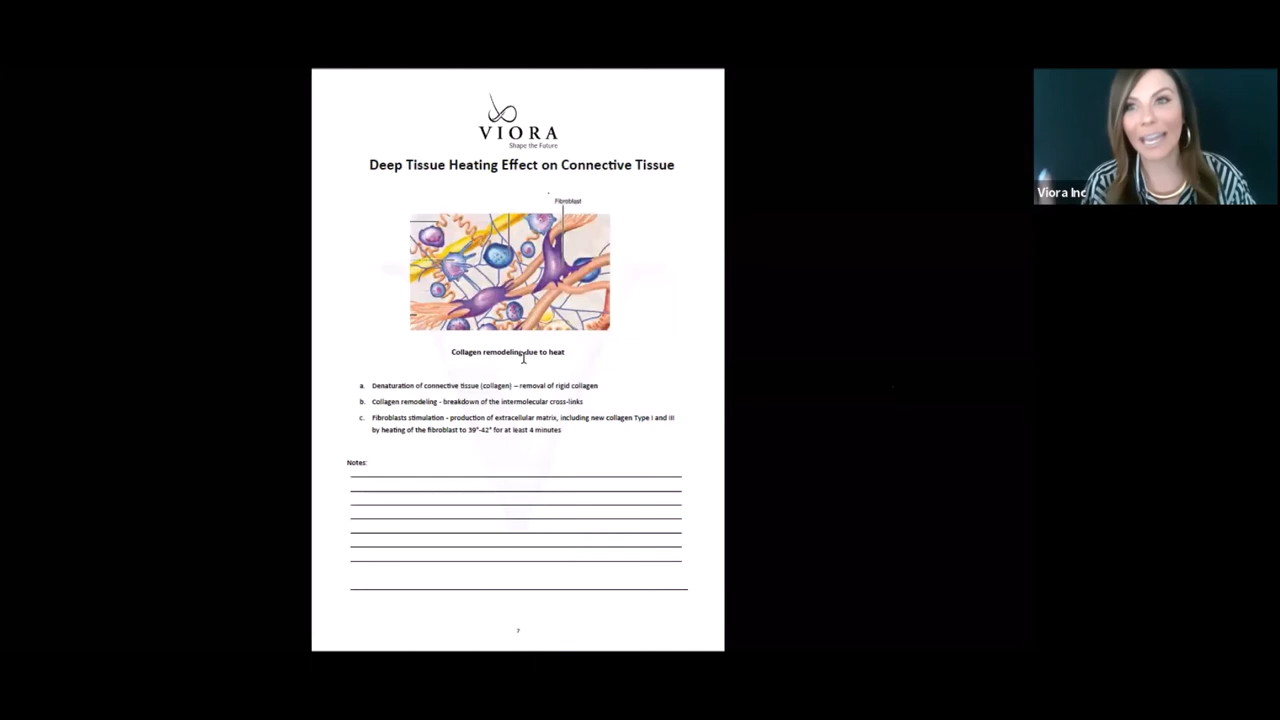 VIORA
Shape the Future
Deep Tissue Heating Effect on Connective Tissue
Fibroblast
Collagen remodeling due to heat
a. Denaturation of connective tissue (collagen) – removal of rigid collagen
b. Collagen remodeling - breakdown of the intermolecular cross-links
c. Fibroblasts stimulation - production of extracellular matrix, including new collagen Type I and III
by heating of the fibroblast to 39°-42° for at least 4 minutes
Notes:
7
Viora Inc